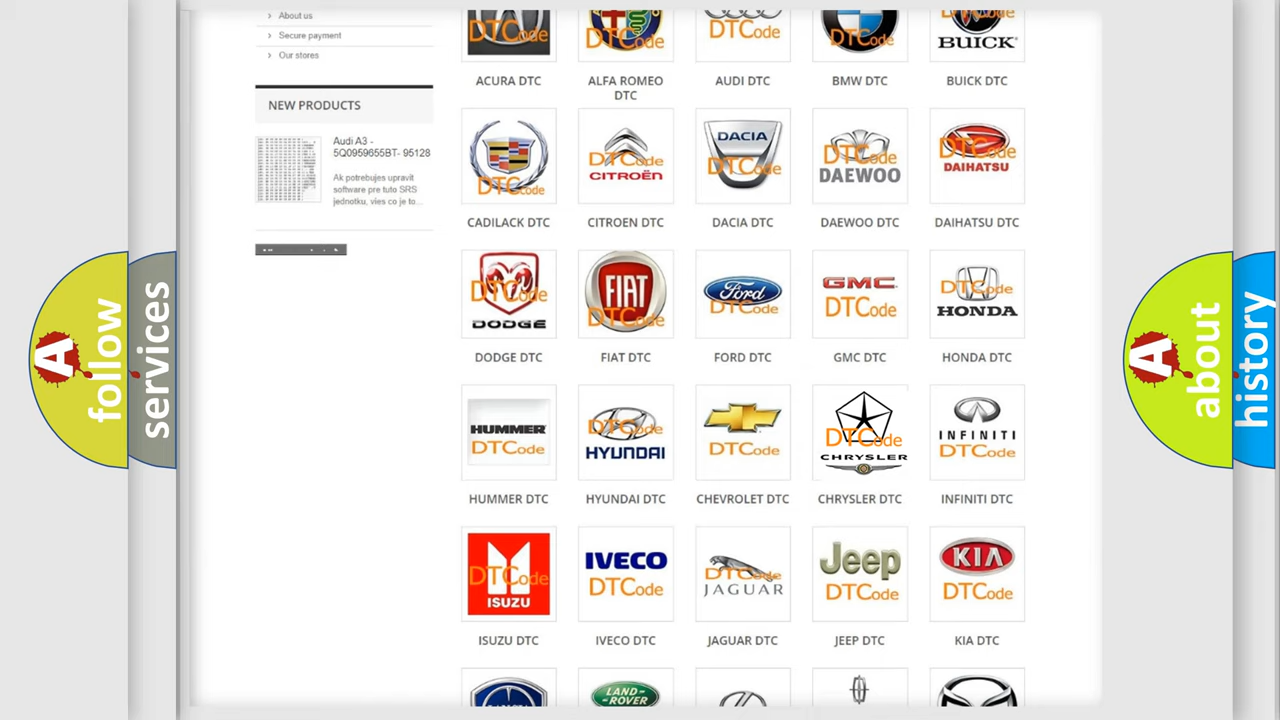 About us
Secure payment
Our stores
NEW PRODUCTS
Audi A3 -
5Q0959655BT- 95128
Ak potrebujes upravit
software pre tuto SRS
jednotku, vies co je to...
DTCode
DTCode
DTCode
DTCode
BUICK
ACURA DTC
ALFA ROMEO
DTC
AUDI DTC
BMW DTC
BUICK DTC
DTCode
DTCode
CITROËN
DACIA
DTCode
DTCode
DAEWOO
DTCode
DAIHATSU
CADILACK DTC
CITROEN DTC
DACIA DTC
DAEWOO DTC
DAIHATSU DTC
DTCode
DODGE
FIAT
DTCode
Ford
DTCode
GMC
DTCode
DTCode
HONDA
DODGE DTC
FIAT DTC
FORD DTC
GMC DTC
HONDA DTC
HUMMER
DTCode
DTCode
HYUNDAI
DTCode
DTCode
CHRYSLER
INFINITI
DTCode
HUMMER DTC
HYUNDAI DTC
CHEVROLET DTC
CHRYSLER DTC
INFINITI DTC
DTCode
ISUZU
IVECO
DTCode
DTCode
JAGUAR
Jeep
DTCode
KIA
DTCode
ISUZU DTC
IVECO DTC
JAGUAR DTC
JEEP DTC
KIA DTC
LAND-
ROVER
A
follow
services
A
about
history